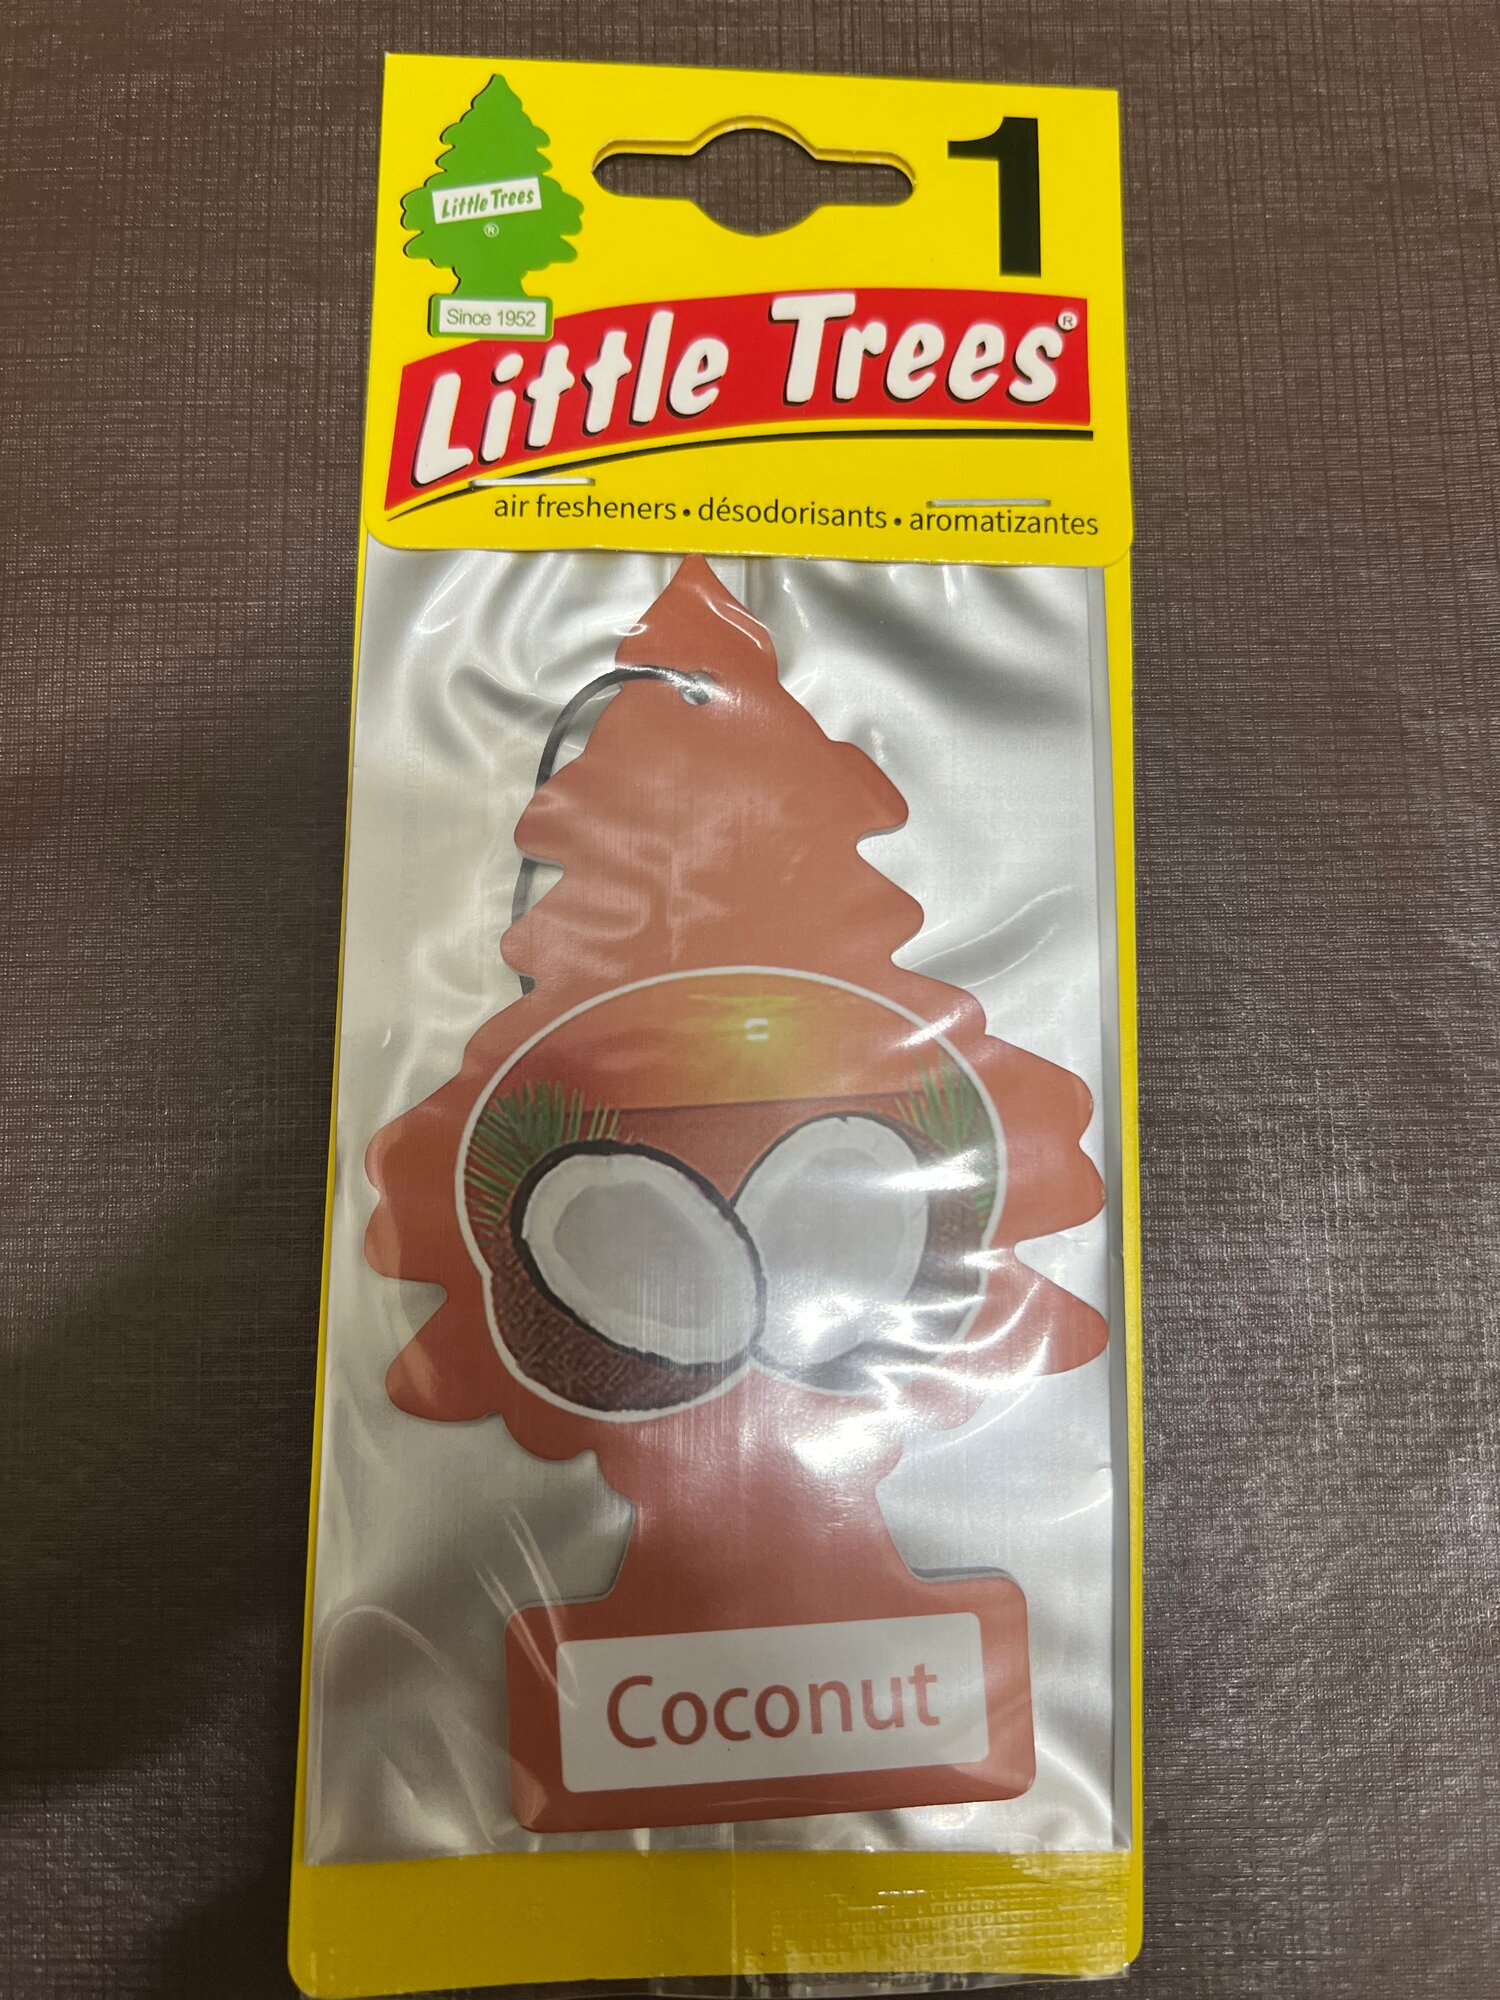 Little Trees
®
Since 1952
1
Little Trees®
air fresheners • désodorisants • aromatizantes
Coconut